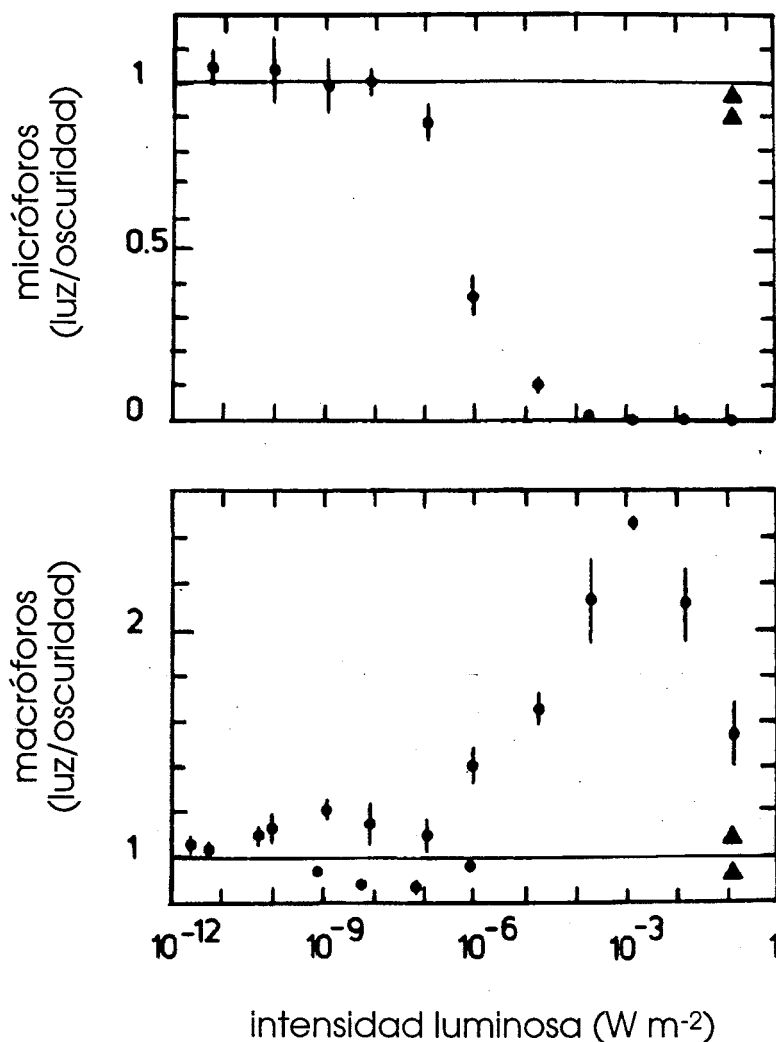 micróforos
(luz/oscuridad)
1
0.5
0
macróforos
(luz/oscuridad)
2
1
10-12
10-9
10-6
10-3
1
intensidad luminosa (W m-2)